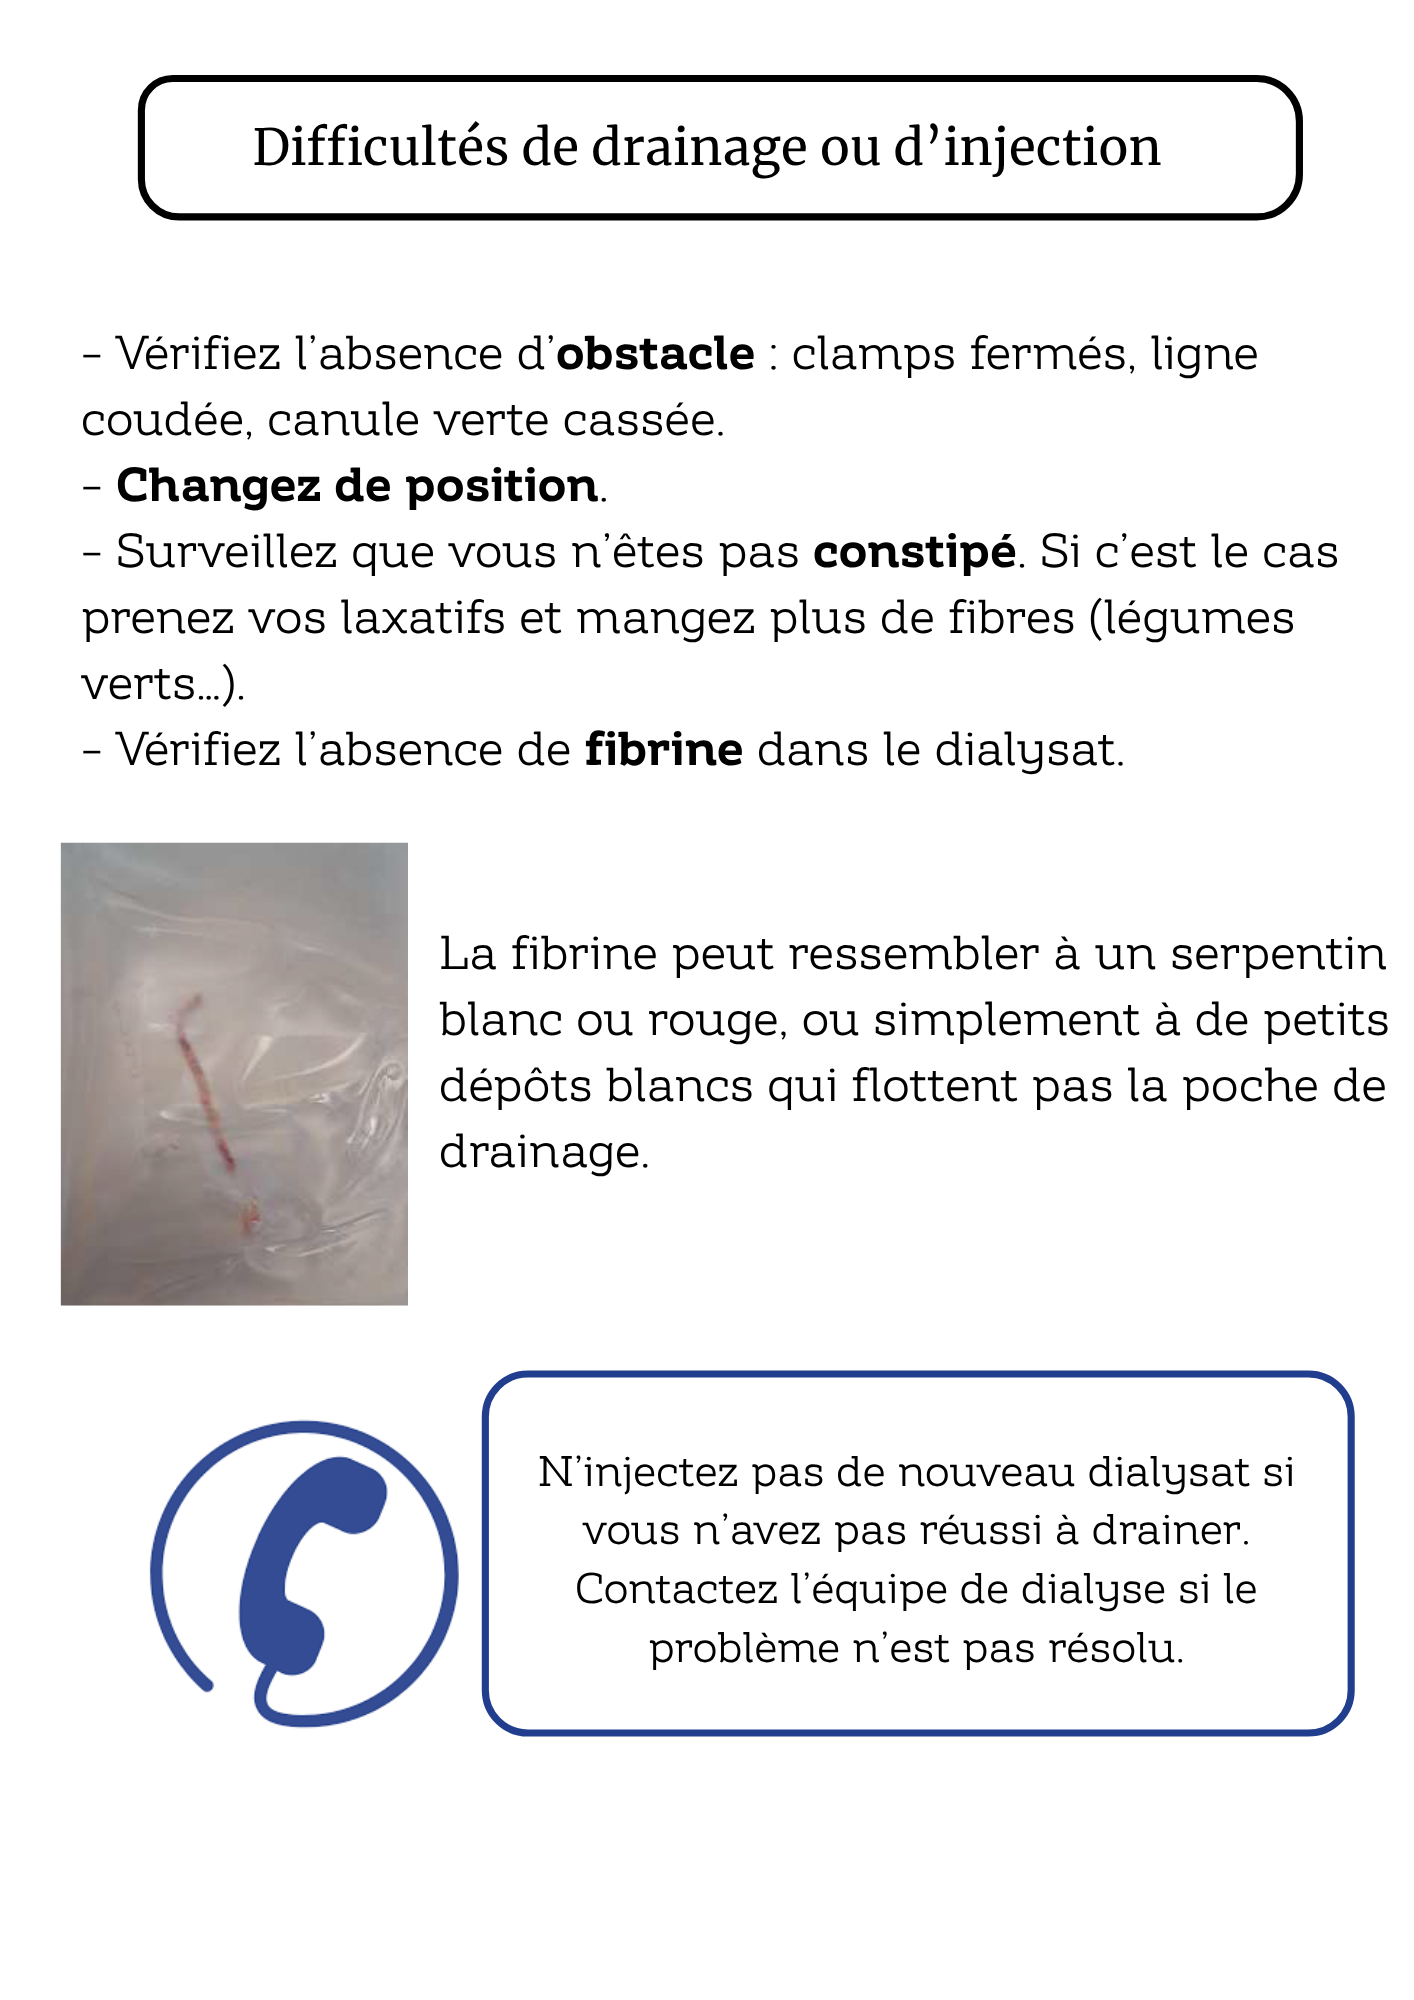 Difficultés de drainage ou d’injection
- Vérifiez l’absence d’obstacle : clamps fermés, ligne
coudée, canule verte cassée.
- Changez de position.
- Surveillez que vous n’êtes pas constipé. Si c’est le cas
prenez vos laxatifs et mangez plus de fibres (légumes
verts...).
- Vérifiez l’absence de fibrine dans le dialysat.
La fibrine peut ressembler à un serpentin
blanc ou rouge, ou simplement à de petits
dépôts blancs qui flottent pas la poche de
drainage.
N’injectez pas de nouveau dialysat si
vous n’avez pas réussi à drainer.
Contactez l’équipe de dialyse si le
problème n’est pas résolu.